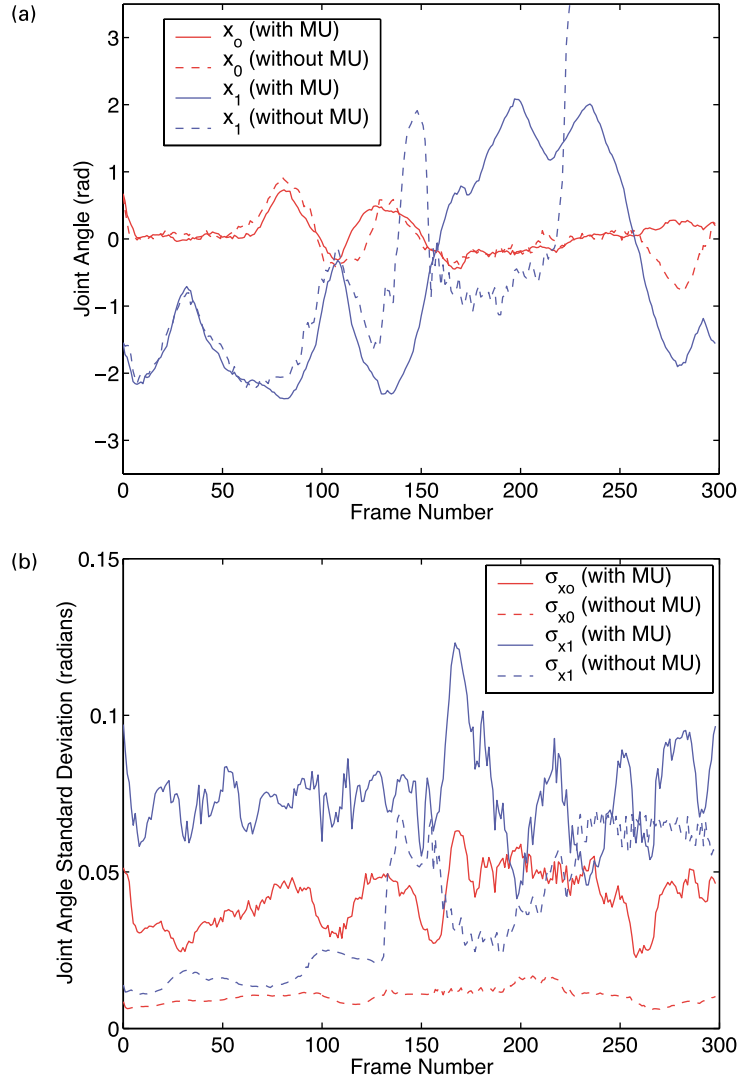 (a)
x_o (with MU)
x_0 (without MU)
x_1 (with MU)
x_1 (without MU)
3
2
1
0
−1
−2
−3
Joint Angle (rad)
0 50 100 150 200 250 300
Frame Number
(b)
0.15
0.1
0.05
0
Joint Angle Standard Deviation (radians)
σ_xo (with MU)
σ_x0 (without MU)
σ_x1 (with MU)
σ_x1 (without MU)
0 50 100 150 200 250 300
Frame Number